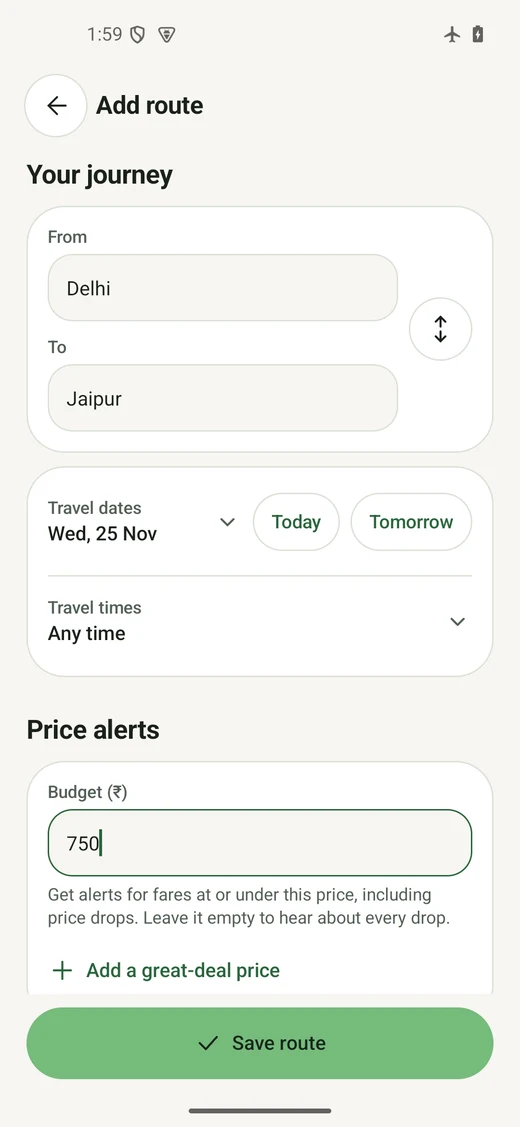 1:59
Add route
Your journey
From
Delhi
To
Jaipur
Travel dates
Wed, 25 Nov
Today
Tomorrow
Travel times
Any time
Price alerts
Budget (₹)
750
Get alerts for fares at or under this price, including
price drops. Leave it empty to hear about every drop.
Add a great-deal price
Save route